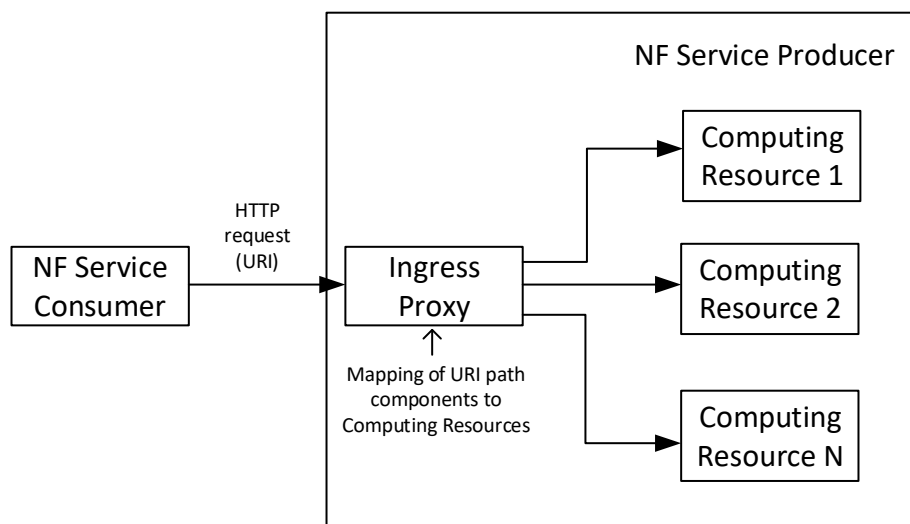 NF Service Producer
Computing
Resource 1
HTTP
request
(URI)
NF Service
Consumer
Ingress
Proxy
Computing
Resource 2
Mapping of URI path
components to
Computing Resources
Computing
Resource N